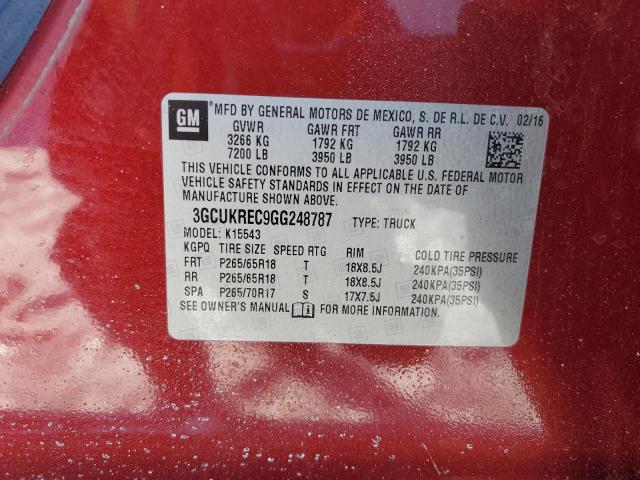 GM ® MFD BY GENERAL MOTORS DE MEXICO, S. DE R.L. DE C.V. 02/16
GVWR GAWR FRT GAWR RR
3266 KG 1792 KG 1792 KG
7200 LB 3950 LB 3950 LB
THIS VEHICLE CONFORMS TO ALL APPLICABLE U.S. FEDERAL MOTOR
VEHICLE SAFETY STANDARDS IN EFFECT ON THE DATE OF
MANUFACTURE SHOWN ABOVE.
3GCUKREC9GG248787 TYPE: TRUCK
MODEL: K15543
KGPQ TIRE SIZE SPEED RTG RIM COLD TIRE PRESSURE
FRT P265/65R18 T 18X8.5J 240KPA(35PSI)
RR P265/65R18 T 18X8.5J 240KPA(35PSI)
SPA P265/70R17 S 17X7.5J 240KPA(35PSI)
SEE OWNER'S MANUAL FOR MORE INFORMATION.